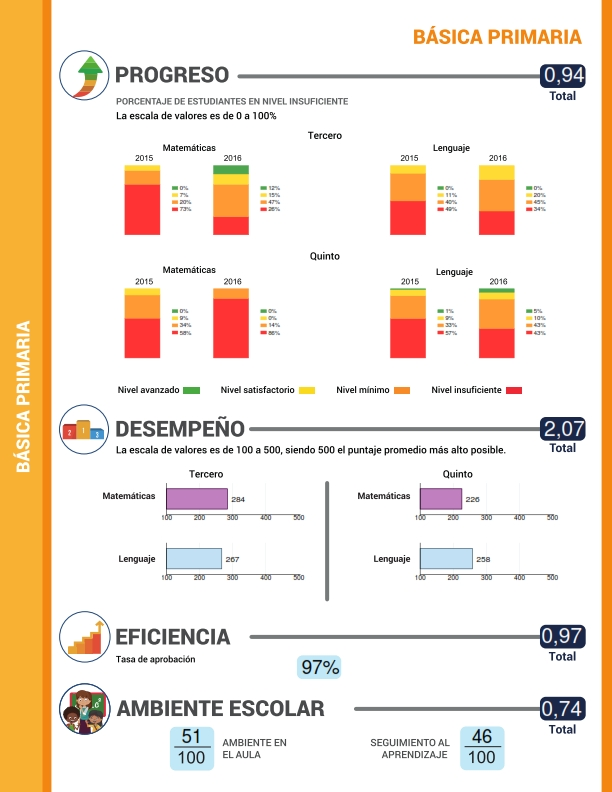 BÁSICA PRIMARIA
BÁSICA PRIMARIA
PROGRESO
0,94
Total
PORCENTAJE DE ESTUDIANTES EN NIVEL INSUFICIENTE
La escala de valores es de 0 a 100%
Tercero
Matemáticas
2015 2016
0%
7%
20%
73%
12%
15%
47%
26%
Lenguaje
2015 2016
0%
11%
40%
49%
0%
20%
45%
34%
Quinto
Matemáticas
2015 2016
0%
9%
34%
58%
0%
0%
14%
86%
Lenguaje
2015 2016
1%
9%
33%
57%
5%
10%
43%
43%
Nivel avanzado Nivel satisfactorio Nivel mínimo Nivel insuficiente
2 1 3
DESEMPEÑO
2,07
Total
La escala de valores es de 100 a 500, siendo 500 el puntaje promedio más alto posible.
Tercero
Matemáticas
284
100 200 300 400 500
Lenguaje
267
100 200 300 400 500
Quinto
Matemáticas
226
100 200 300 400 500
Lenguaje
258
100 200 300 400 500
EFICIENCIA
0,97
Total
Tasa de aprobación
97%
AMBIENTE ESCOLAR
0,74
Total
51
100
AMBIENTE EN
EL AULA
SEGUIMIENTO AL
APRENDIZAJE
46
100